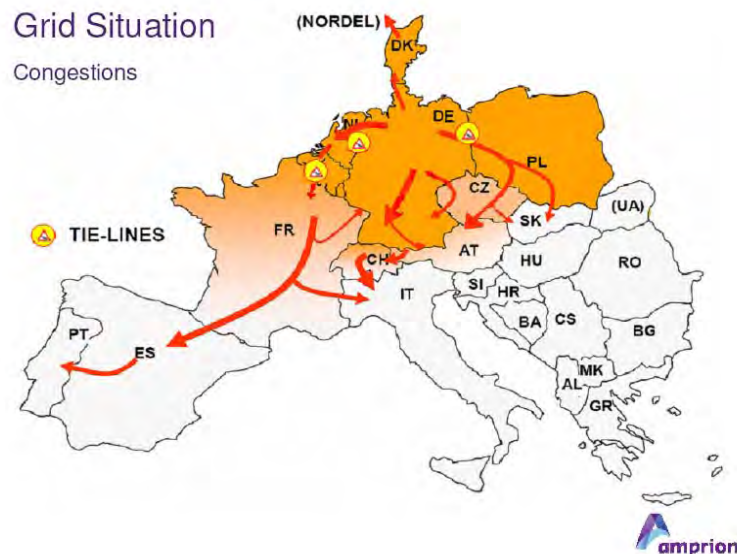 Grid Situation
(NORDEL)
Congestions
DK
NL
DE
PL
CZ
TIE-LINES
FR
SK
(UA)
AT
CH
HU
RO
IT
SI
HR
PT
ES
BA
CS
BG
MK
AL
GR
amprion